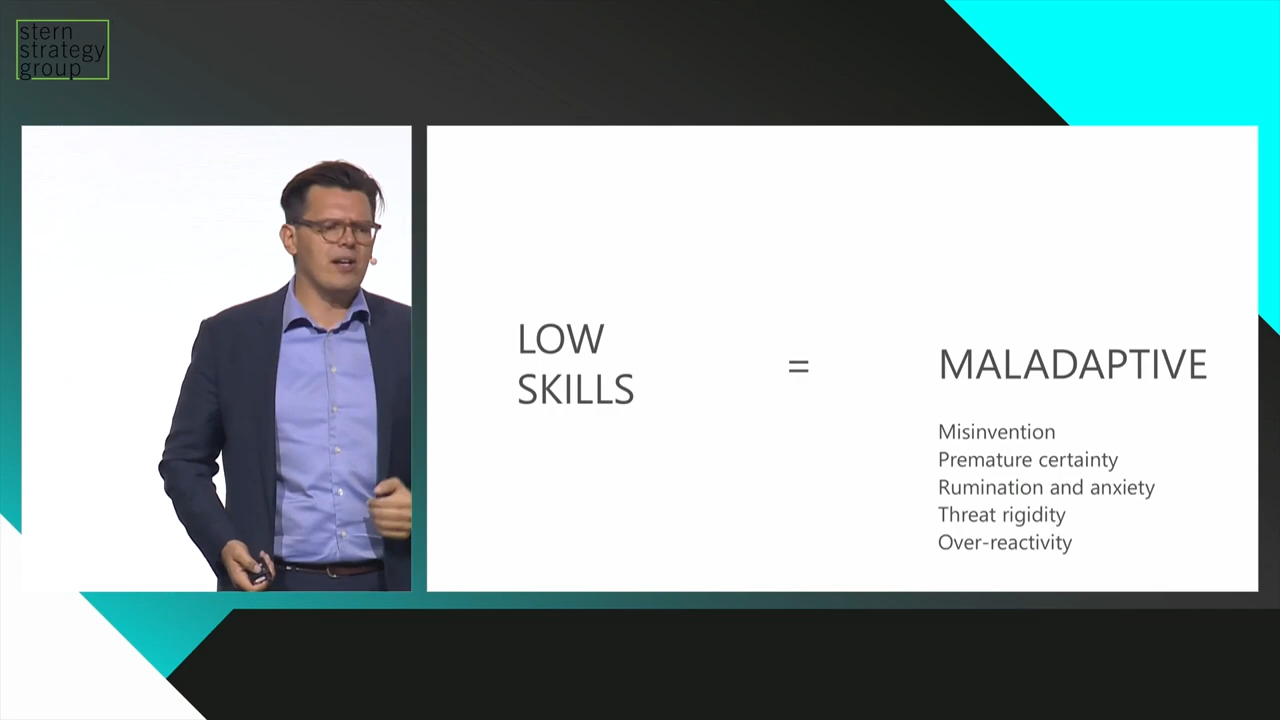 stern
strategy
group
LOW
SKILLS
=
MALADAPTIVE
Misinvention
Premature certainty
Rumination and anxiety
Threat rigidity
Over-reactivity